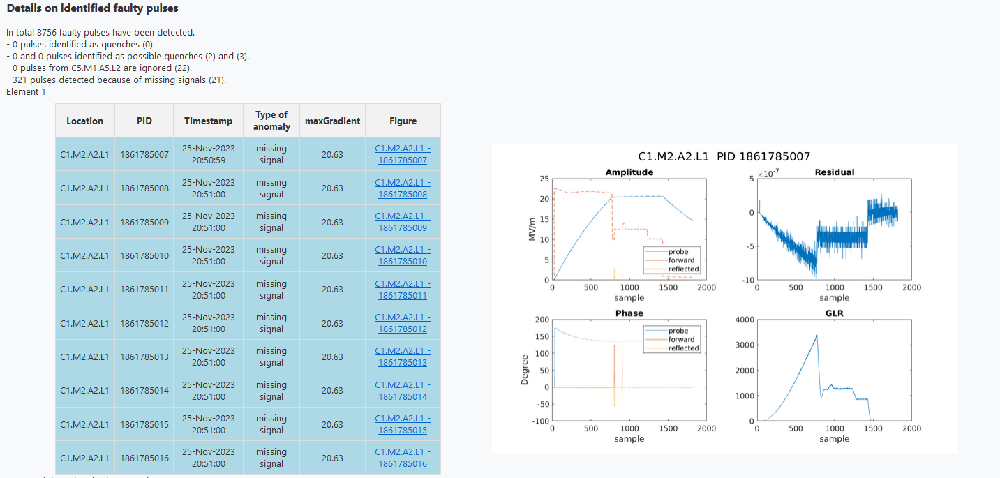 Details on identified faulty pulses
In total 8756 faulty pulses have been detected.
- 0 pulses identified as quenches (0)
- 0 and 0 pulses identified as possible quenches (2) and (3).
- 0 pulses from C5.M1.A5.L2 are ignored (22).
- 321 pulses detected because of missing signals (21).
Element 1
Location PID Timestamp Type of anomaly maxGradient Figure
C1.M2.A2.L1 1861785007 25-Nov-2023 20:50:59 missing signal 20.63 C1.M2.A2.L1 - 1861785007
C1.M2.A2.L1 1861785008 25-Nov-2023 20:51:00 missing signal 20.63 C1.M2.A2.L1 - 1861785008
C1.M2.A2.L1 1861785009 25-Nov-2023 20:51:00 missing signal 20.63 C1.M2.A2.L1 - 1861785009
C1.M2.A2.L1 1861785010 25-Nov-2023 20:51:00 missing signal 20.63 C1.M2.A2.L1 - 1861785010
C1.M2.A2.L1 1861785011 25-Nov-2023 20:51:00 missing signal 20.63 C1.M2.A2.L1 - 1861785011
C1.M2.A2.L1 1861785012 25-Nov-2023 20:51:00 missing signal 20.63 C1.M2.A2.L1 - 1861785012
C1.M2.A2.L1 1861785013 25-Nov-2023 20:51:00 missing signal 20.63 C1.M2.A2.L1 - 1861785013
C1.M2.A2.L1 1861785014 25-Nov-2023 20:51:00 missing signal 20.63 C1.M2.A2.L1 - 1861785014
C1.M2.A2.L1 1861785015 25-Nov-2023 20:51:00 missing signal 20.63 C1.M2.A2.L1 - 1861785015
C1.M2.A2.L1 1861785016 25-Nov-2023 20:51:00 missing signal 20.63 C1.M2.A2.L1 - 1861785016
C1.M2.A2.L1 PID 1861785007
Amplitude
25
20
15
10
5
0
MV/m
probe
forward
reflected
0 500 1000 1500 2000
sample
Residual
×10⁻⁷
5
0
-5
-10
0 500 1000 1500 2000
sample
Phase
200
150
100
50
0
-50
-100
Degree
probe
forward
reflected
0 500 1000 1500 2000
sample
GLR
4000
3000
2000
1000
0
0 500 1000 1500 2000
sample